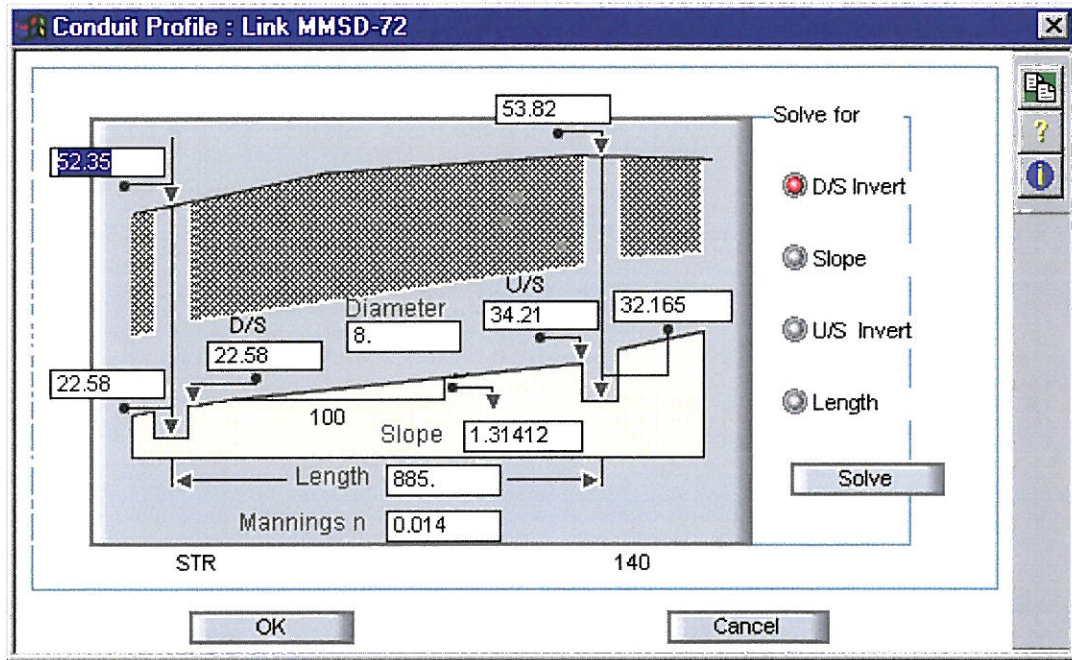 Conduit Profile : Link MMSD-72
53.82
Solve for
52.35
?
i
D/S Invert
Slope
U/S Invert
Length
U/S
Diameter
34.21
32.165
D/S
8.
22.58
22.58
100
Slope 1.31412
Length 885.
Solve
Mannings n 0.014
STR 140
OK Cancel